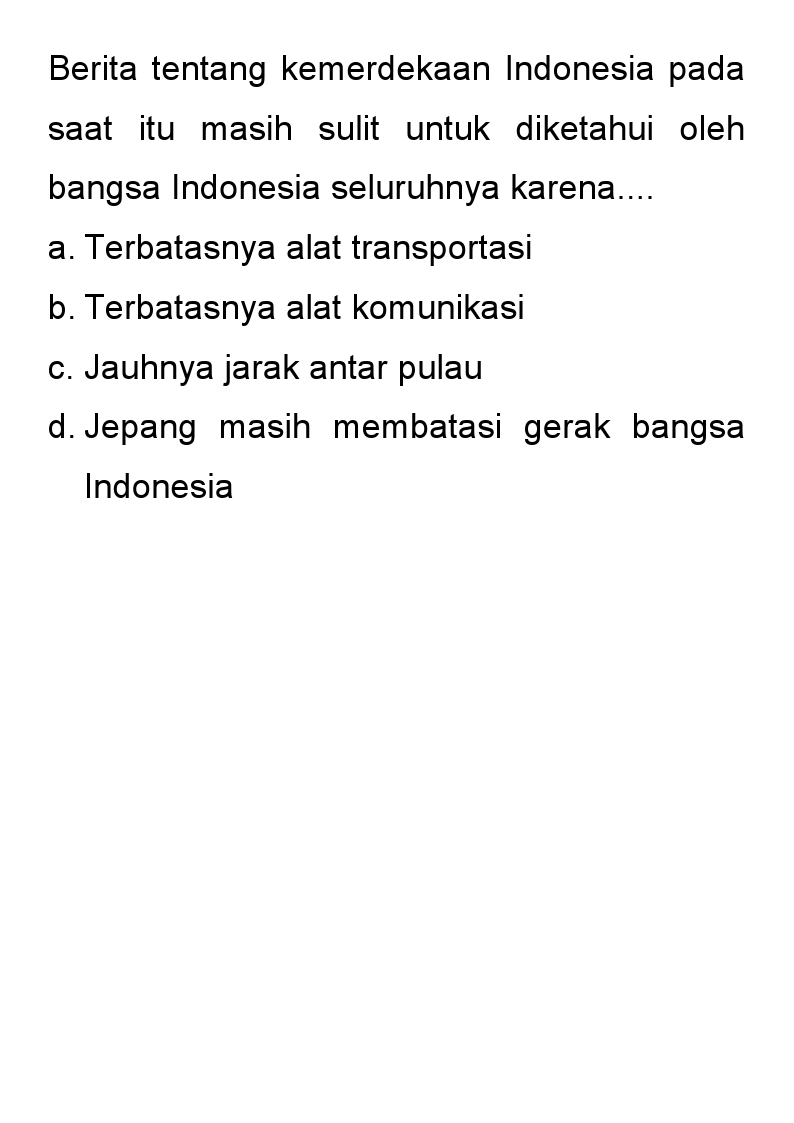 Berita tentang kemerdekaan Indonesia pada
saat itu masih sulit untuk diketahui oleh
bangsa Indonesia seluruhnya karena....
a. Terbatasnya alat transportasi
b. Terbatasnya alat komunikasi
c. Jauhnya jarak antar pulau
d. Jepang masih membatasi gerak bangsa
Indonesia